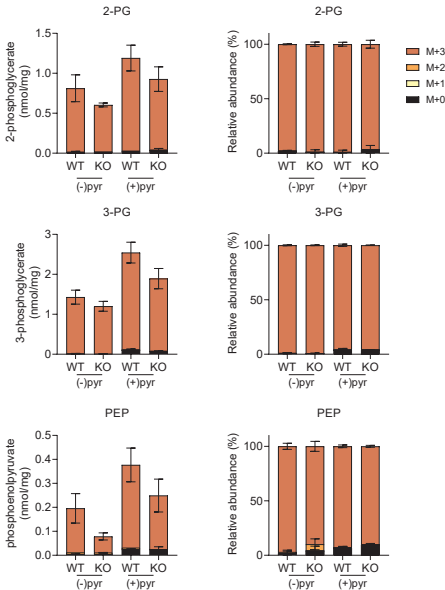 2-PG
2-phosphoglycerate
(nmol/mg)
1.5
1.0
0.5
0.0
WT KO WT KO
(-)pyr (+)pyr
2-PG
Relative abundance (%)
100
50
0
WT KO WT KO
(-)pyr (+)pyr
M+3
M+2
M+1
M+0
3-PG
3-phosphoglycerate
(nmol/mg)
3
2
1
0
WT KO WT KO
(-)pyr (+)pyr
3-PG
Relative abundance (%)
100
50
0
WT KO WT KO
(-)pyr (+)pyr
PEP
phosphoenolpyruvate
(nmol/mg)
0.5
0.4
0.3
0.2
0.1
0.0
WT KO WT KO
(-)pyr (+)pyr
PEP
Relative abundance (%)
100
50
0
WT KO WT KO
(-)pyr (+)pyr